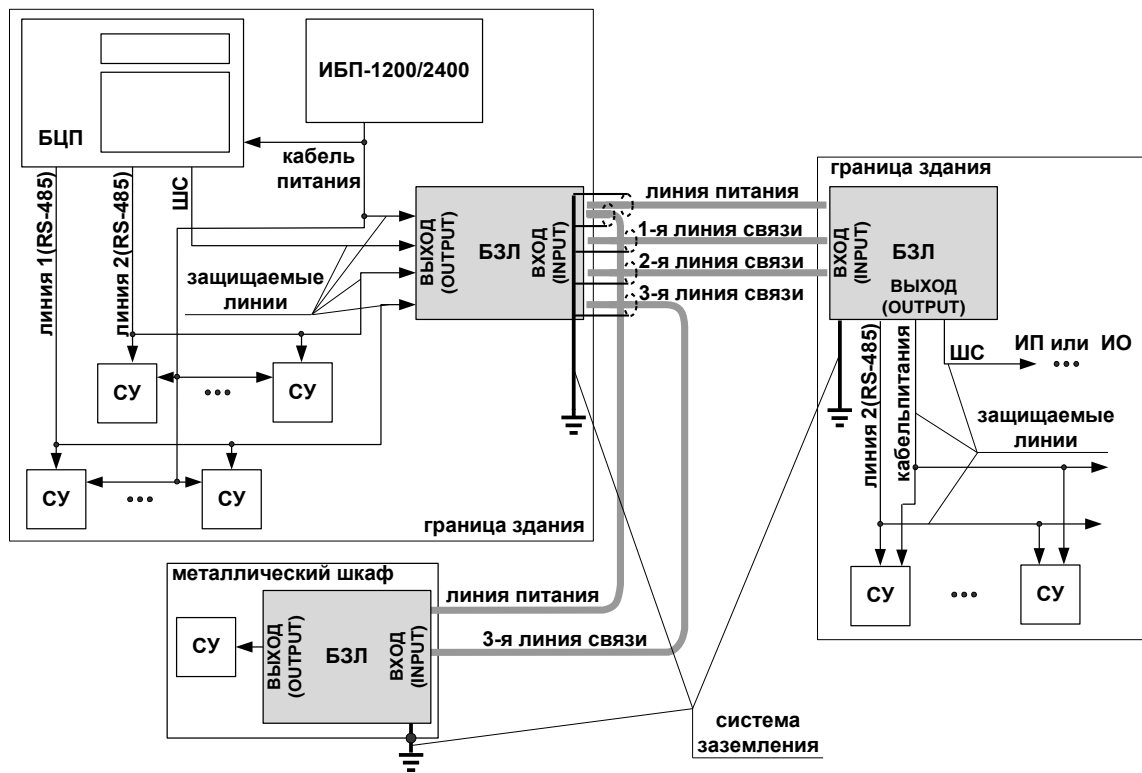 БЦП
ИБП-1200/2400
кабель
питания
линия 1(RS-485)
линия 2(RS-485)
ШС
защищаемые
линии
ВЫХОД
(OUTPUT)
БЗЛ
ВХОД
(INPUT)
СУ
СУ
СУ
СУ
граница здания
линия питания
1-я линия связи
2-я линия связи
3-я линия связи
граница здания
БЗЛ
ВХОД
(INPUT)
ВЫХОД
(OUTPUT)
линия 2(RS-485)
кабельпитания
ШС
ИП или ИО
защищаемые
линии
СУ
СУ
металлический шкаф
СУ
ВЫХОД
(OUTPUT)
БЗЛ
ВХОД
(INPUT)
линия питания
3-я линия связи
система
заземления